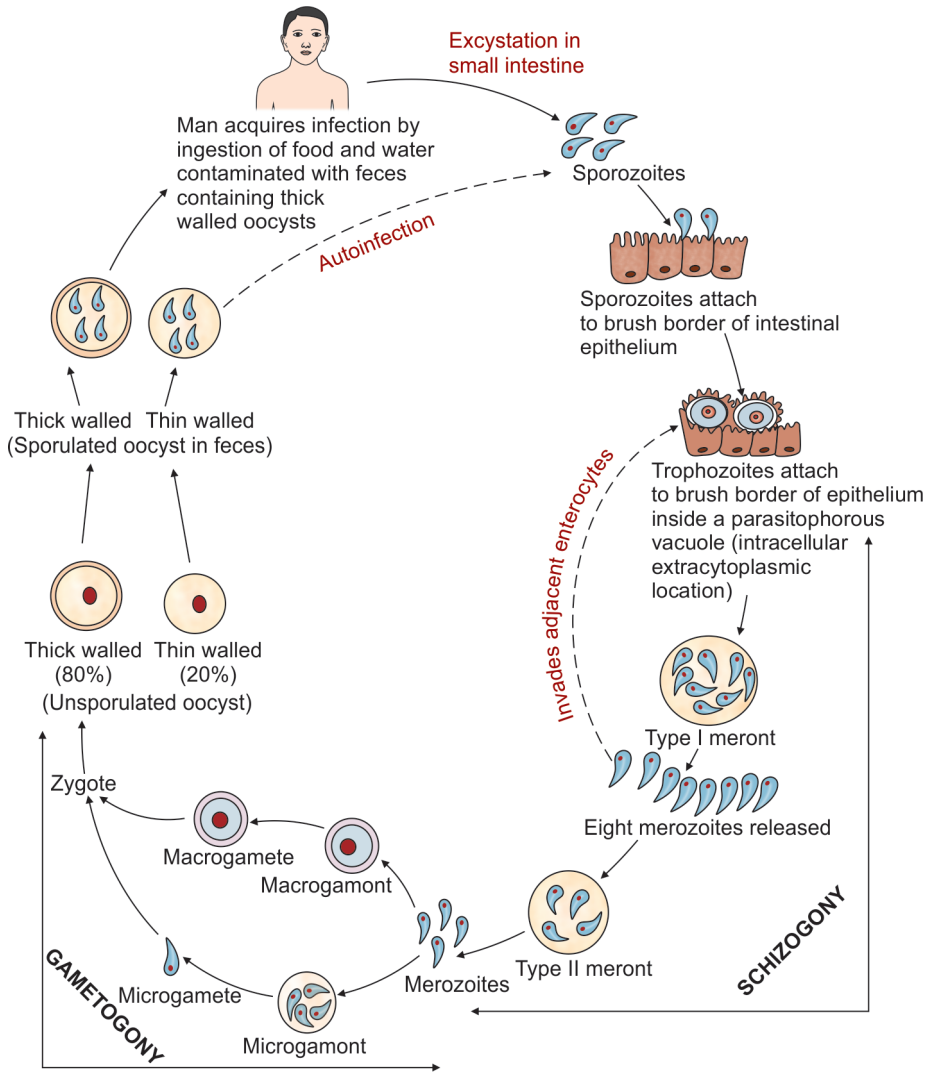 Excystation in
small intestine
Man acquires infection by
ingestion of food and water
contaminated with feces
containing thick
walled oocysts
Sporozoites
Autoinfection
Sporozoites attach
to brush border of intestinal
epithelium
Thick walled
Thin walled
(Sporulated oocyst in feces)
Trophozoites attach
to brush border of epithelium
inside a parasitophorous
vacuole (intracellular
extracytoplasmic
location)
Invades adjacent enterocytes
Thick walled
(80%)
Thin walled
(20%)
(Unsporulated oocyst)
Type I meront
Eight merozoites released
Zygote
Macrogamete
Macrogamont
Merozoites
Type II meront
Microgamete
Microgamont
GAMETOGONY
SCHIZOGONY